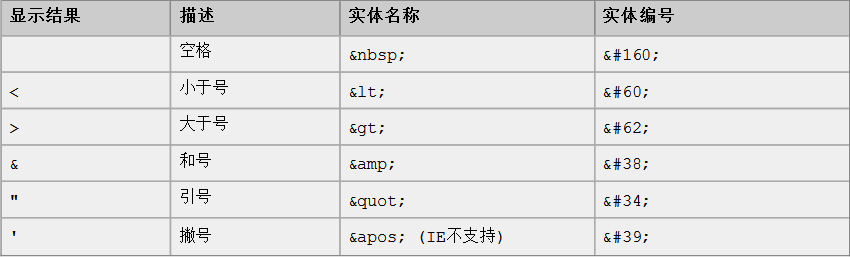 显示结果 描述 实体名称 实体编号
空格 &nbsp; &#160;
< 小于号 &lt; &#60;
> 大于号 &gt; &#62;
& 和号 &amp; &#38;
" 引号 &quot; &#34;
' 撇号 &apos; (IE不支持) &#39;